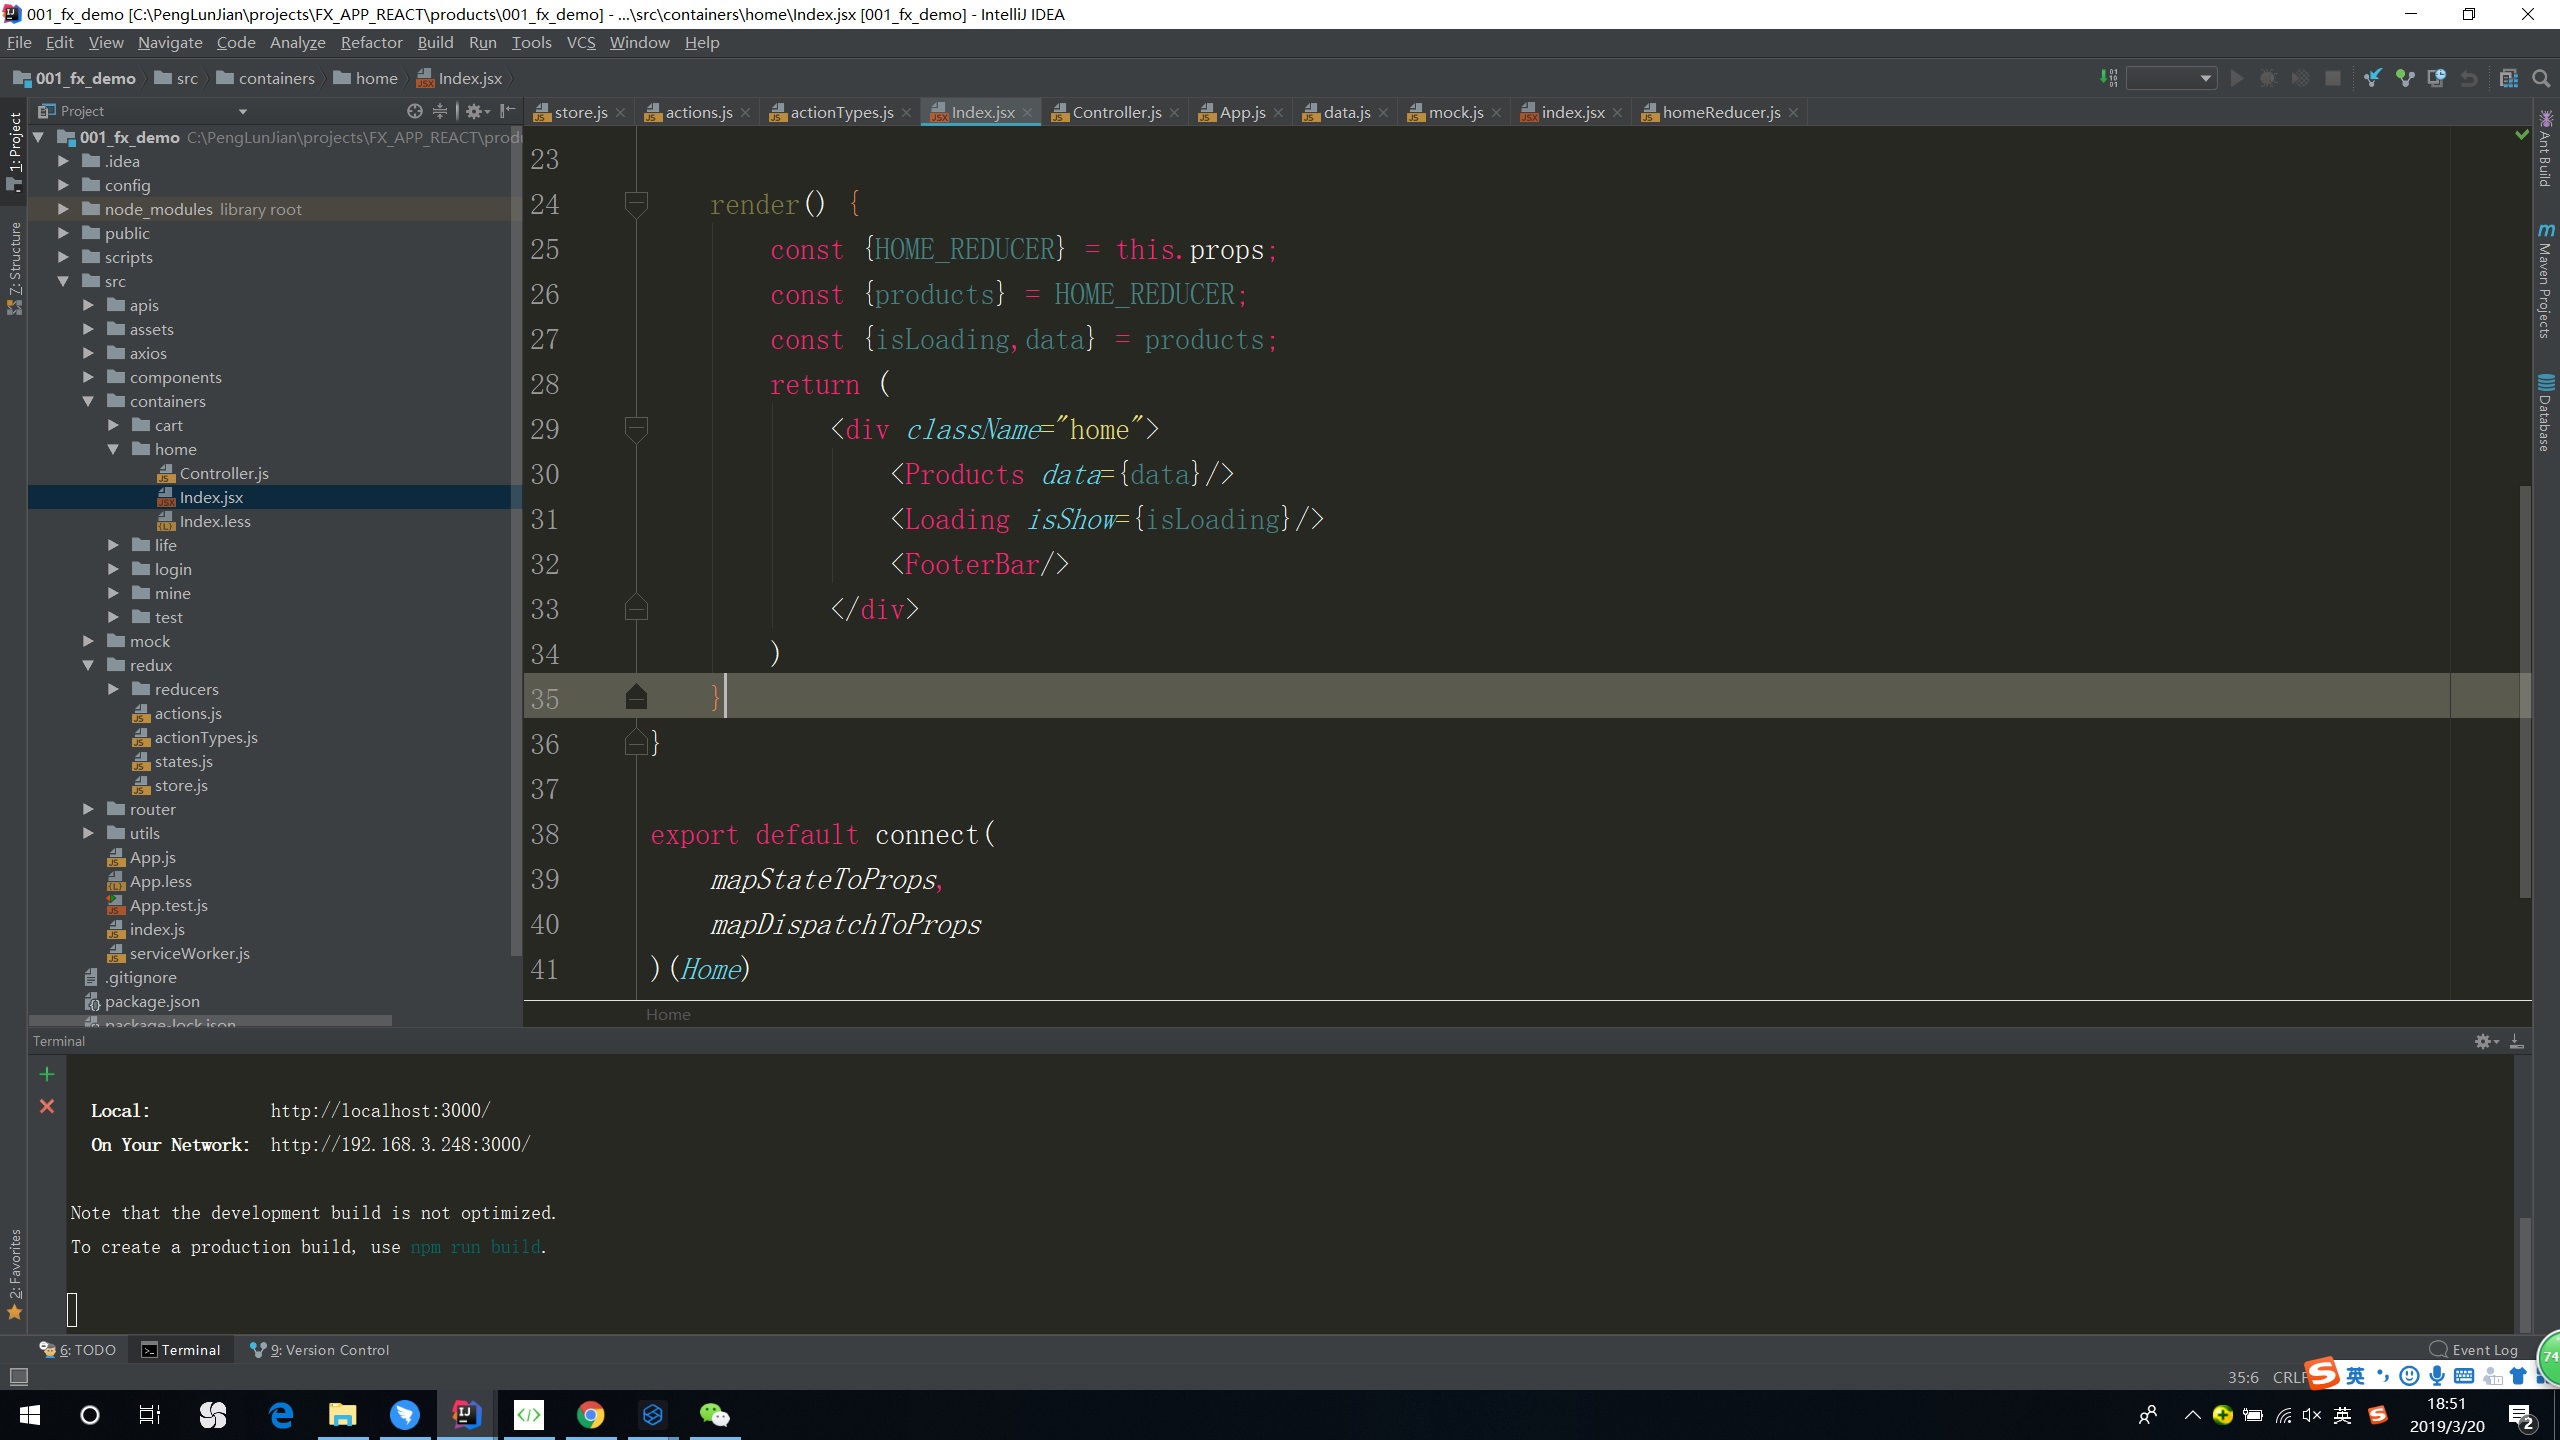 001_fx_demo [C:\PengLunJian\projects\FX_APP_REACT\products\001_fx_demo] - ...\src\containers\home\Index.jsx [001_fx_demo] - IntelliJ IDEA
File Edit View Navigate Code Analyze Refactor Build Run Tools VCS Window Help
001_fx_demo src containers home Index.jsx
1: Project
Z: Structure
2: Favorites
Project
001_fx_demo C:\PengLunJian\projects\FX_APP_REACT\prod
.idea
config
node_modules library root
public
scripts
src
apis
assets
axios
components
containers
cart
home
Controller.js
Index.jsx
Index.less
life
login
mine
test
mock
redux
reducers
actions.js
actionTypes.js
states.js
store.js
router
utils
App.js
App.less
App.test.js
index.js
serviceWorker.js
.gitignore
package.json
package-lock.json
store.js actions.js actionTypes.js Index.jsx Controller.js App.js data.js mock.js index.jsx homeReducer.js
23
24 render() {
25 const {HOME_REDUCER} = this.props;
26 const {products} = HOME_REDUCER;
27 const {isLoading,data} = products;
28 return (
29 <div className="home">
30 <Products data={data}/>
31 <Loading isShow={isLoading}/>
32 <FooterBar/>
33 </div>
34 )
35 }
36 }
37
38 export default connect(
39 mapStateToProps,
40 mapDispatchToProps
41 )(Home)
Home
Ant Build
Maven Projects
Database
Terminal
Local: http://localhost:3000/
On Your Network: http://192.168.3.248:3000/
Note that the development build is not optimized.
To create a production build, use npm run build.
6: TODO Terminal 9: Version Control Event Log
74
35:6 CRLF 英
英 18:51
2019/3/20
2